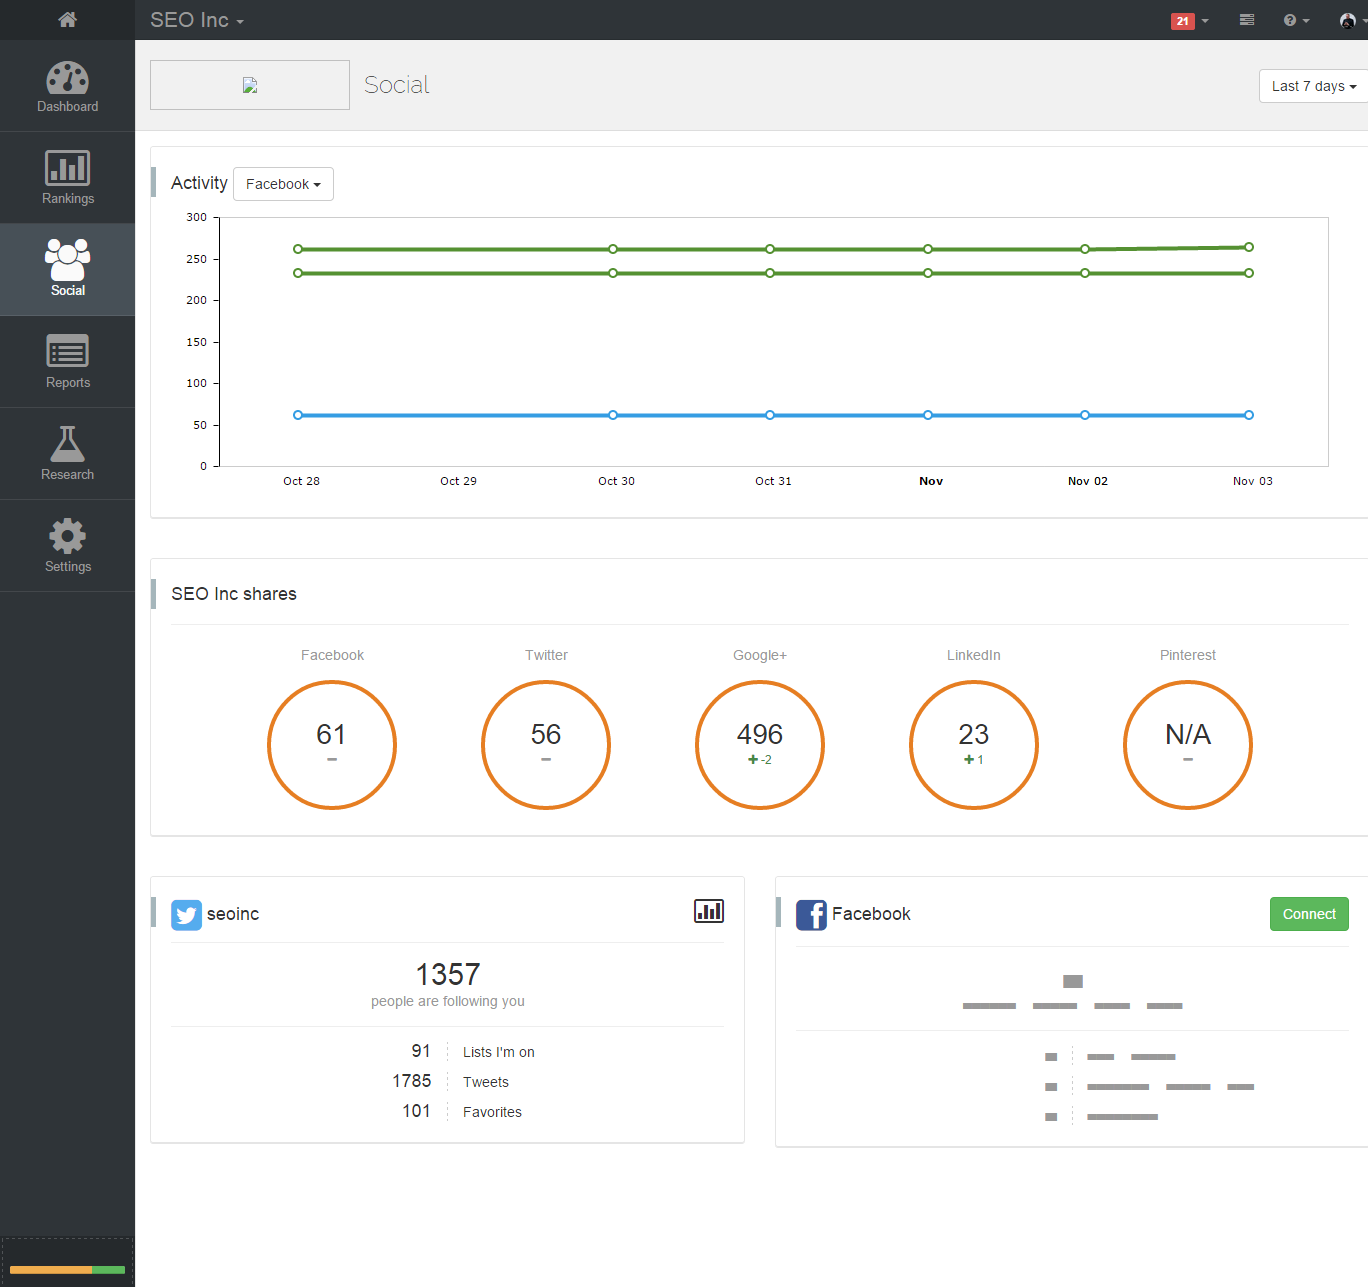 SEO Inc
21
Dashboard
Rankings
Social
Reports
Research
Settings
Social
Last 7 days
Activity Facebook
300
250
200
150
100
50
0
Oct 28 Oct 29 Oct 30 Oct 31 Nov Nov 02 Nov 03
SEO Inc shares
Facebook Twitter Google+ LinkedIn Pinterest
61 56 496 23 N/A
-2 1
seoinc
1357
people are following you
91 Lists I'm on
1785 Tweets
101 Favorites
Facebook Connect